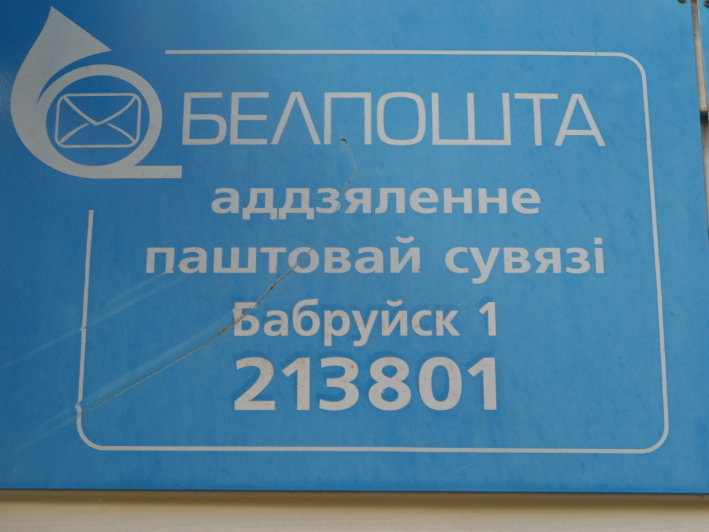 БЕЛПОШТА
аддзяленне
паштовай сувязі
Бабруйск 1
213801